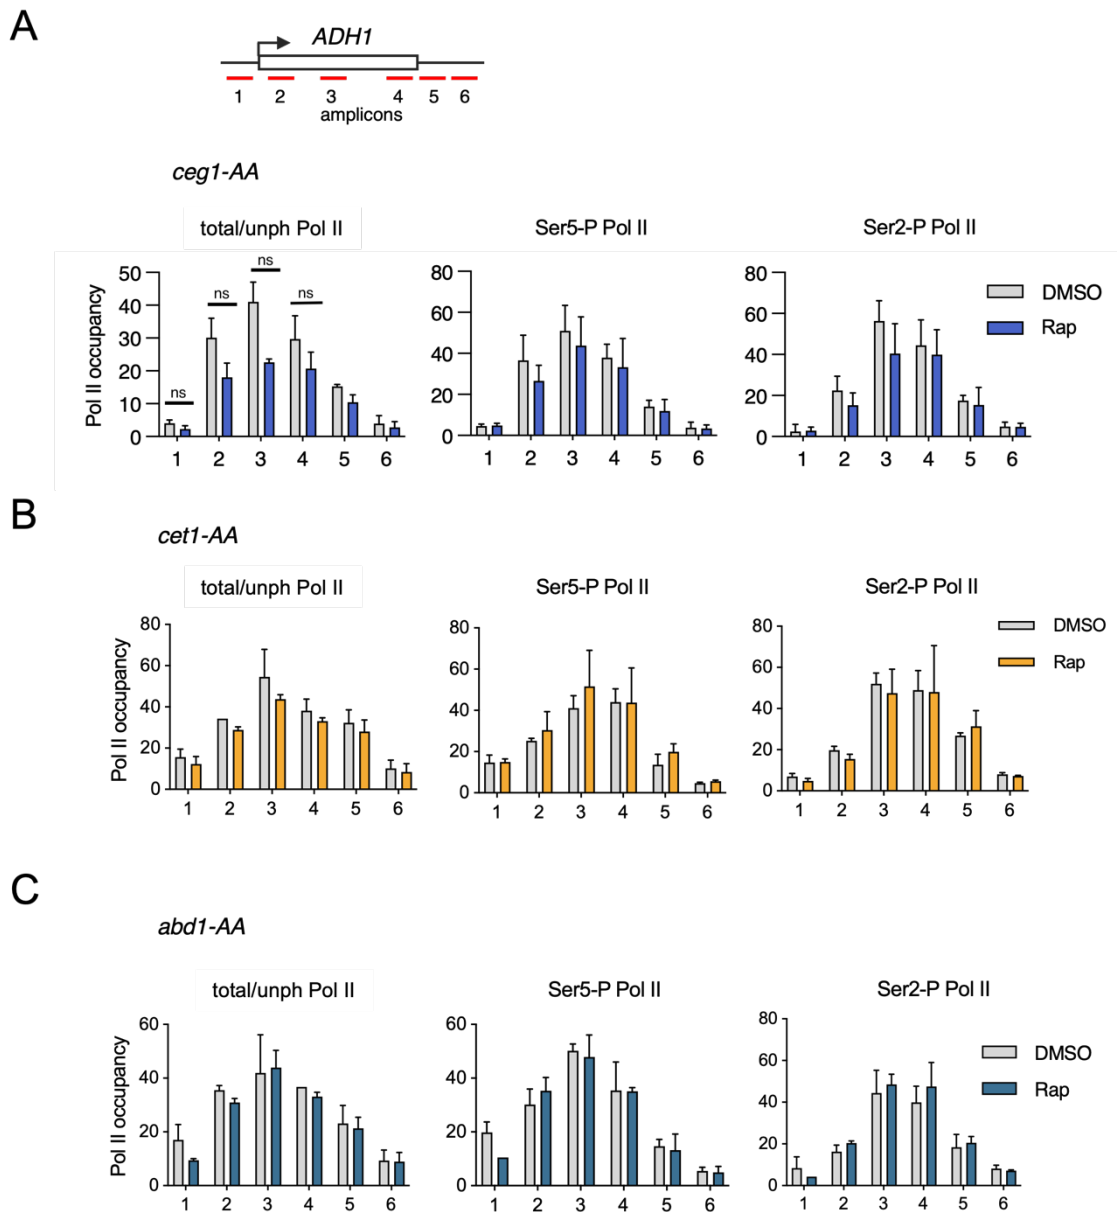 A
ADH1
1 2 3 4 5 6
amplicons
ceg1-AA
total/unph Pol II
Ser5-P Pol II
Ser2-P Pol II
Pol II occupancy
50
40
30
20
10
0
ns
ns
ns
ns
1 2 3 4 5 6
80
60
40
20
0
1 2 3 4 5 6
80
60
40
20
0
1 2 3 4 5 6
DMSO
Rap
B
cet1-AA
total/unph Pol II
Ser5-P Pol II
Ser2-P Pol II
Pol II occupancy
80
60
40
20
0
1 2 3 4 5 6
80
60
40
20
0
1 2 3 4 5 6
80
60
40
20
0
1 2 3 4 5 6
DMSO
Rap
C
abd1-AA
total/unph Pol II
Ser5-P Pol II
Ser2-P Pol II
Pol II occupancy
60
40
20
0
1 2 3 4 5 6
60
40
20
0
1 2 3 4 5 6
80
60
40
20
0
1 2 3 4 5 6
DMSO
Rap